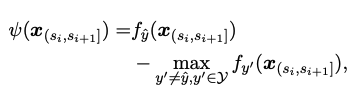 ψ(x_{(s_i,s_{i+1}]}) = f_ŷ(x_{(s_i,s_{i+1}]})
− max_{y′≠ŷ,y′∈𝒴} f_{y′}(x_{(s_i,s_{i+1}]}),